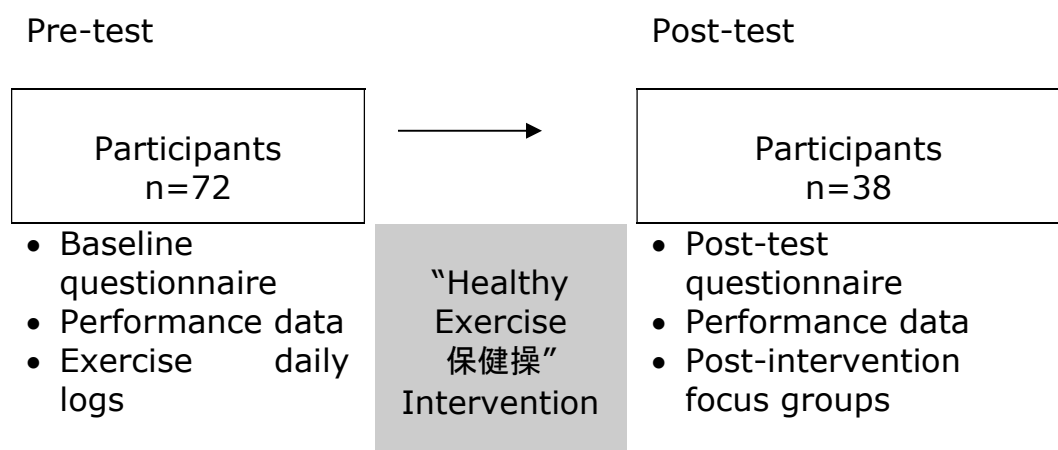 Pre-test
Post-test
Participants
n=72
Participants
n=38
• Baseline
questionnaire
• Performance data
• Exercise daily
logs
“Healthy
Exercise
保健操”
Intervention
• Post-test
questionnaire
• Performance data
• Post-intervention
focus groups